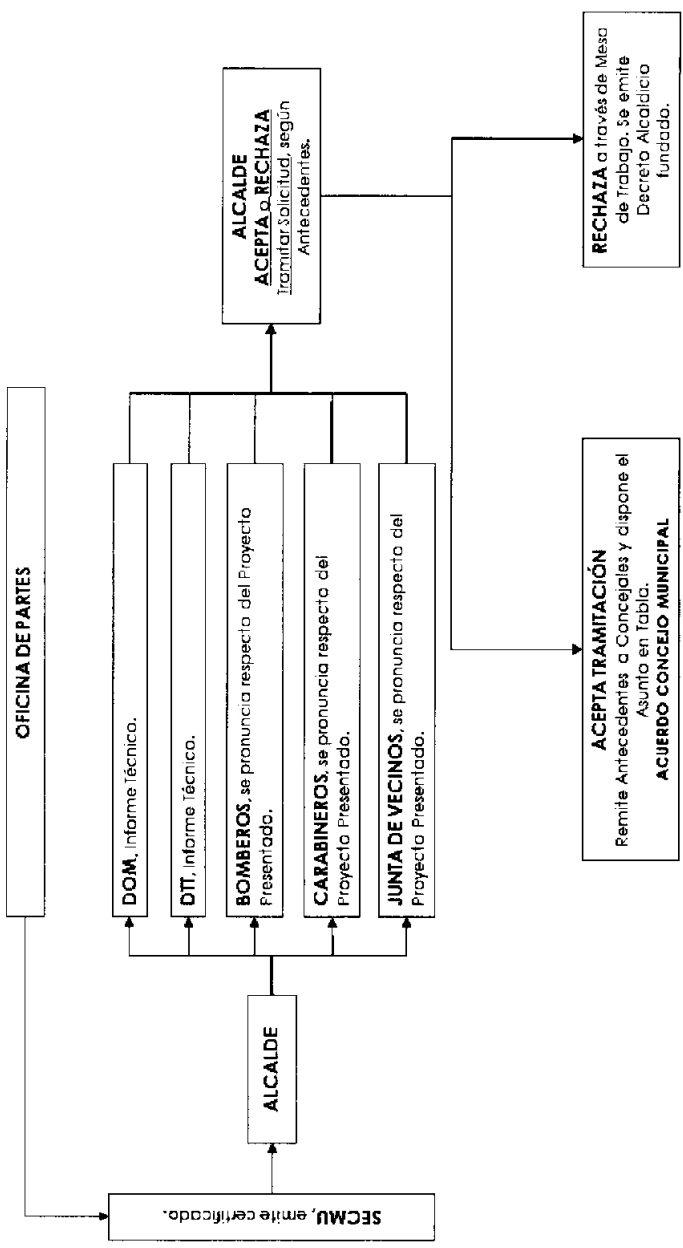 OFICINA DE PARTES
SECMU, emite certificado.
ALCALDE
DOM, Informe Técnico.
DTT, Informe Técnico.
BOMBEROS, se pronuncia respecto del Proyecto
Presentado.
CARABINEROS, se pronuncia respecto del
Proyecto Presentado.
JUNTA DE VECINOS, se pronuncia respecto del
Proyecto Presentado.
ALCALDE
ACEPTA o RECHAZA
Tramitar Solicitud, según
Antecedentes.
ACEPTA TRAMITACIÓN
Remite Antecedentes a Concejales y dispone el
Asunto en Tabla.
ACUERDO CONCEJO MUNICIPAL
RECHAZA a través de Mesa
de Trabajo. Se emite
Decreto Alcaldicio
fundado.